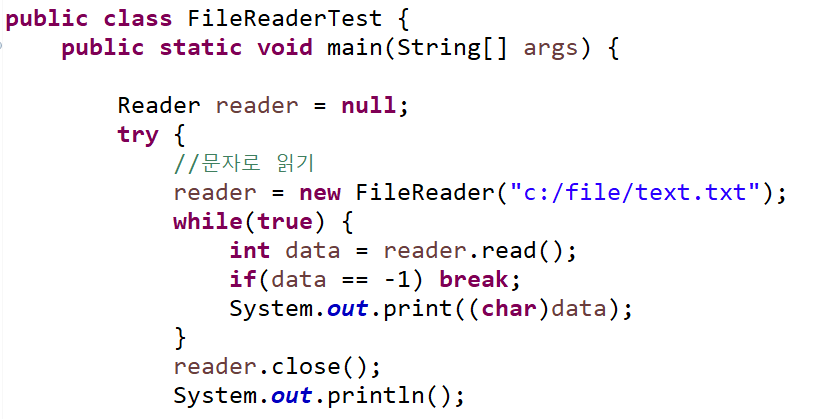 public class FileReaderTest {
public static void main(String[] args) {
Reader reader = null;
try {
//문자로 읽기
reader = new FileReader("c:/file/text.txt");
while(true) {
int data = reader.read();
if(data == -1) break;
System.out.print((char)data);
}
reader.close();
System.out.println();